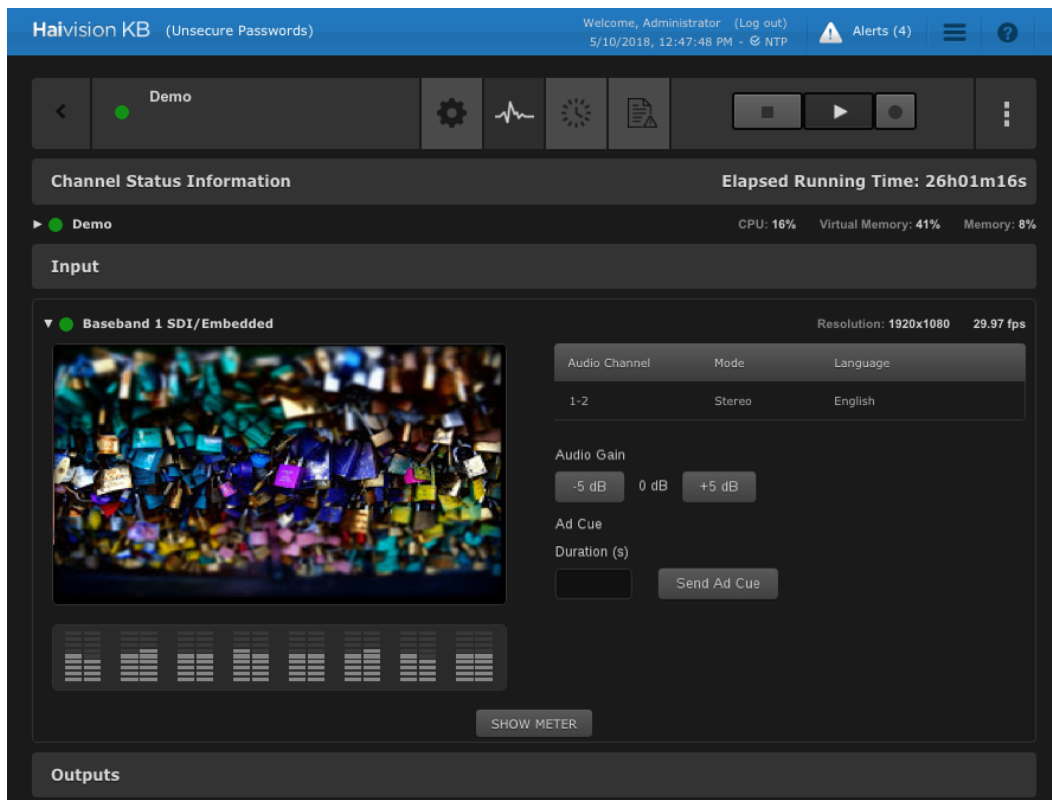 Haivision KB (Unsecure Passwords)
Welcome, Administrator (Log out)
5/10/2018, 12:47:48 PM - NTP
Alerts (4)
?
Demo
Channel Status Information
Elapsed Running Time: 26h01m16s
Demo
CPU: 16% Virtual Memory: 41% Memory: 8%
Input
Baseband 1 SDI/Embedded
Resolution: 1920x1080 29.97 fps
Audio Channel Mode Language
1-2 Stereo English
Audio Gain
-5 dB 0 dB +5 dB
Ad Cue
Duration (s)
Send Ad Cue
SHOW METER
Outputs